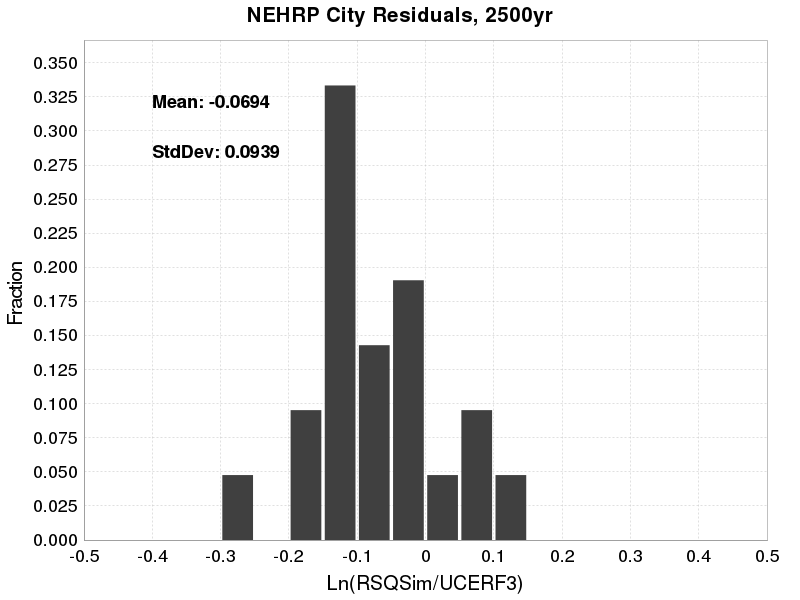 NEHRP City Residuals, 2500yr
Mean: -0.0694
StdDev: 0.0939
Fraction
0.350
0.325
0.300
0.275
0.250
0.225
0.200
0.175
0.150
0.125
0.100
0.075
0.050
0.025
0.000
-0.5 -0.4 -0.3 -0.2 -0.1 0 0.1 0.2 0.3 0.4 0.5
Ln(RSQSim/UCERF3)